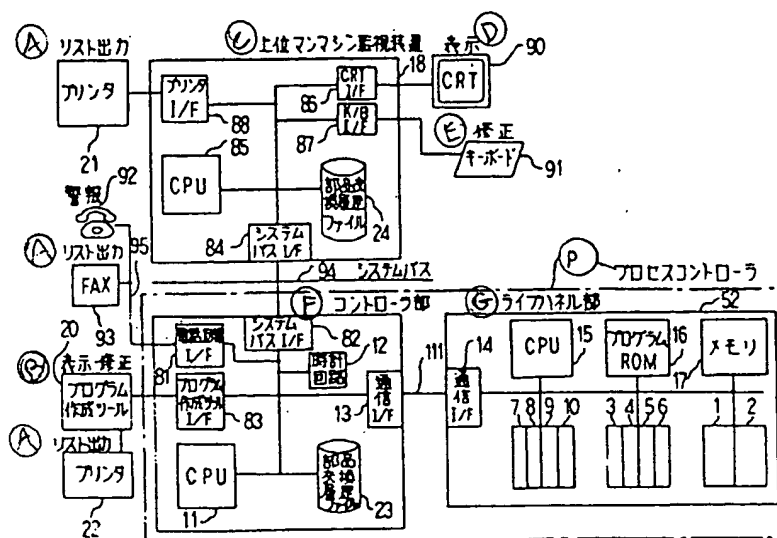 Ⓐ リスト出力
プリンタ
21
Ⓒ 上位マンマシン監視装置
18
プリンタ
I/F
88
CRT
I/F
86
K/B
I/F
87
85
CPU
部品交
換履歴
ファイル
24
84
システム
バス I/F
表示 Ⓓ
90
CRT
Ⓔ 修正
キーボード
91
警報
92
Ⓐ リスト出力
95
FAX
93
94 システムバス
Ⓟ プロセスコントローラ
20
Ⓑ 表示・修正
プログラム
作成ツール
Ⓐ リスト出力
プリンタ
22
Ⓕ コントローラ部
システム
バス I/F
82
I/F
81
プログラム
作成ツール
I/F
83
時計
回路
12
通信
I/F
13
111
CPU
11
部品
交換
履歴
ファイル
23
Ⓖ ライブハネル部
52
14
通信
I/F
CPU
15
プログラム
ROM
16
メモリ
17
7 8 9 10
3 4 5 6
1 2